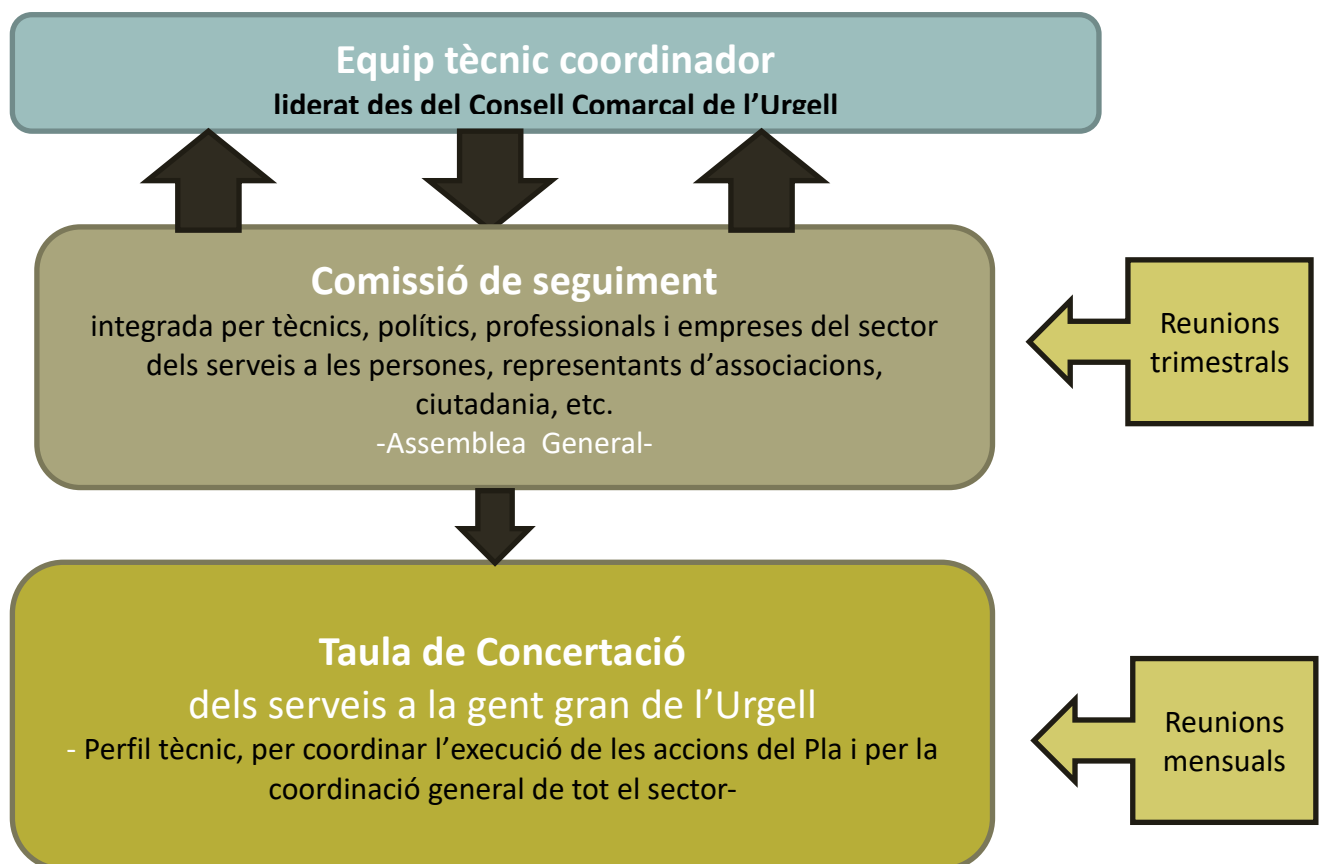 Equip tècnic coordinador
liderat des del Consell Comarcal de l’Urgell
Comissió de seguiment
integrada per tècnics, polítics, professionals i empreses del sector
dels serveis a les persones, representants d’associacions,
ciutadania, etc.
-Assemblea General-
Reunions
trimestrals
Taula de Concertació
dels serveis a la gent gran de l’Urgell
- Perfil tècnic, per coordinar l’execució de les accions del Pla i per la
coordinació general de tot el sector-
Reunions
mensuals